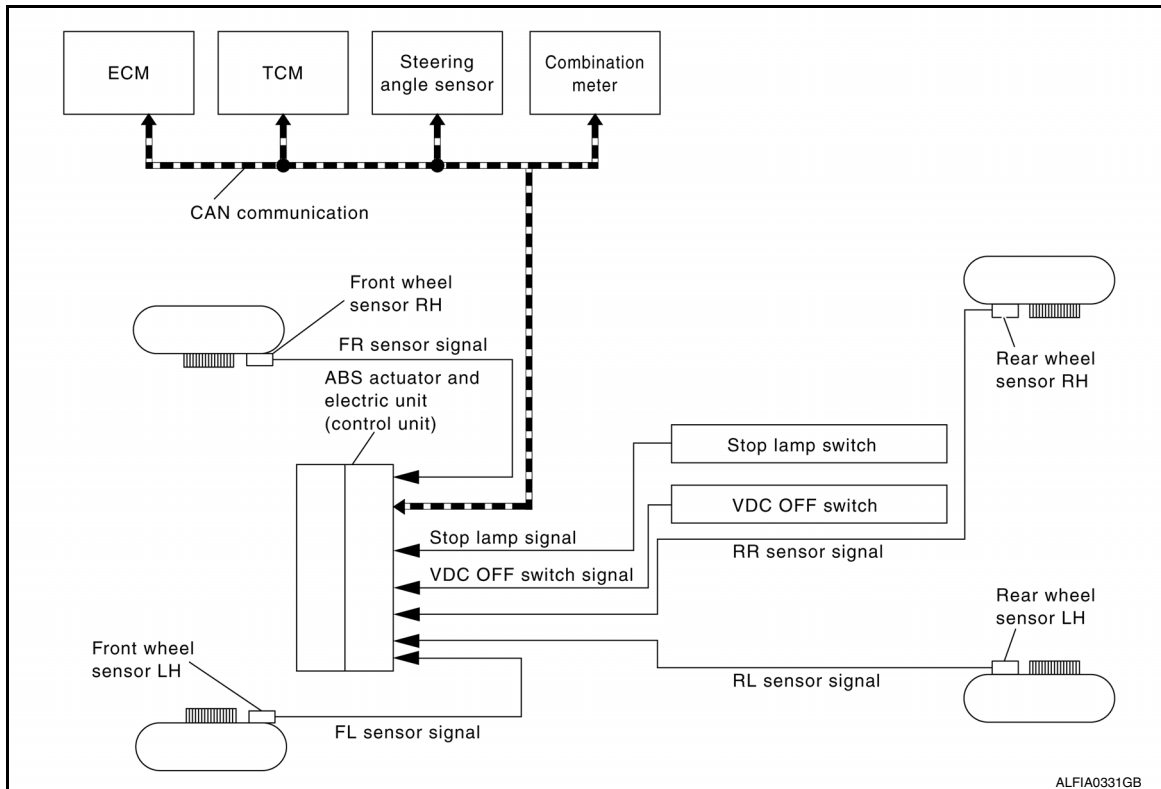 ECM
TCM
Steering
angle sensor
Combination
meter
CAN communication
Front wheel
sensor RH
FR sensor signal
ABS actuator and
electric unit
(control unit)
Rear wheel
sensor RH
Stop lamp switch
VDC OFF switch
Stop lamp signal
RR sensor signal
VDC OFF switch signal
Rear wheel
sensor LH
Front wheel
sensor LH
RL sensor signal
FL sensor signal
ALFIA0331GB